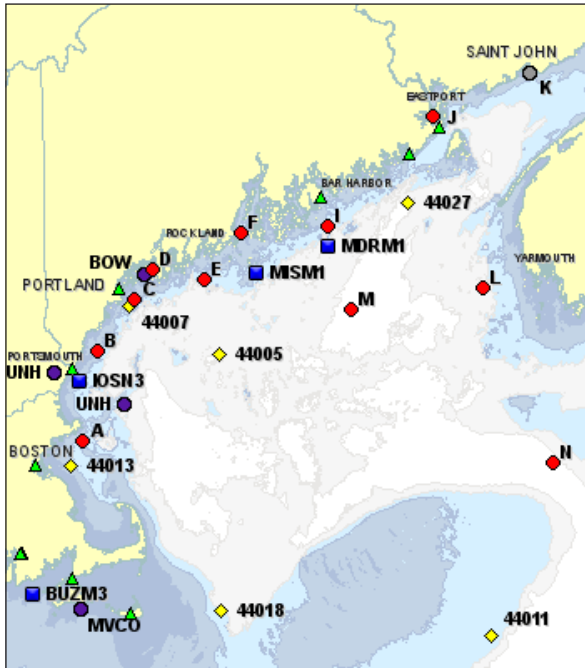 SAINT JOHN
K
EASTPORT
J
BAR HARBOR
44027
ROCKLAND
F
I
MDRM1
YARMOUTH
BOW
D
E
MISM1
L
PORTLAND
C
M
44007
B
44005
PORTSMOUTH
UNH
IOSN3
UNH
A
BOSTON
44013
N
BUZM3
MVCO
44018
44011